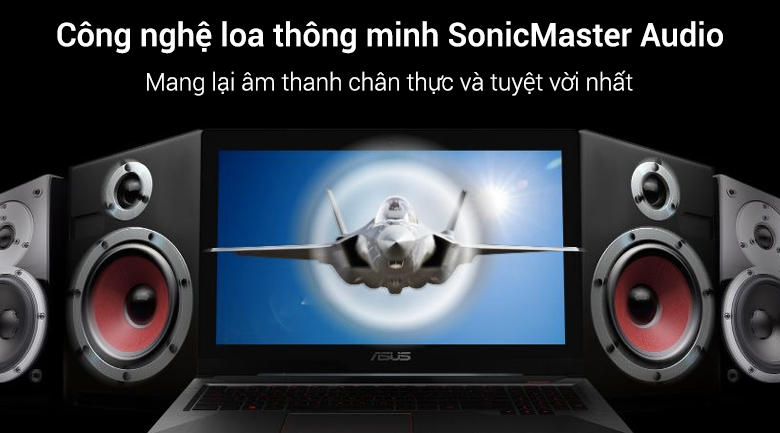 Công nghệ loa thông minh SonicMaster Audio
Mang lại âm thanh chân thực và tuyệt vời nhất
ASUS